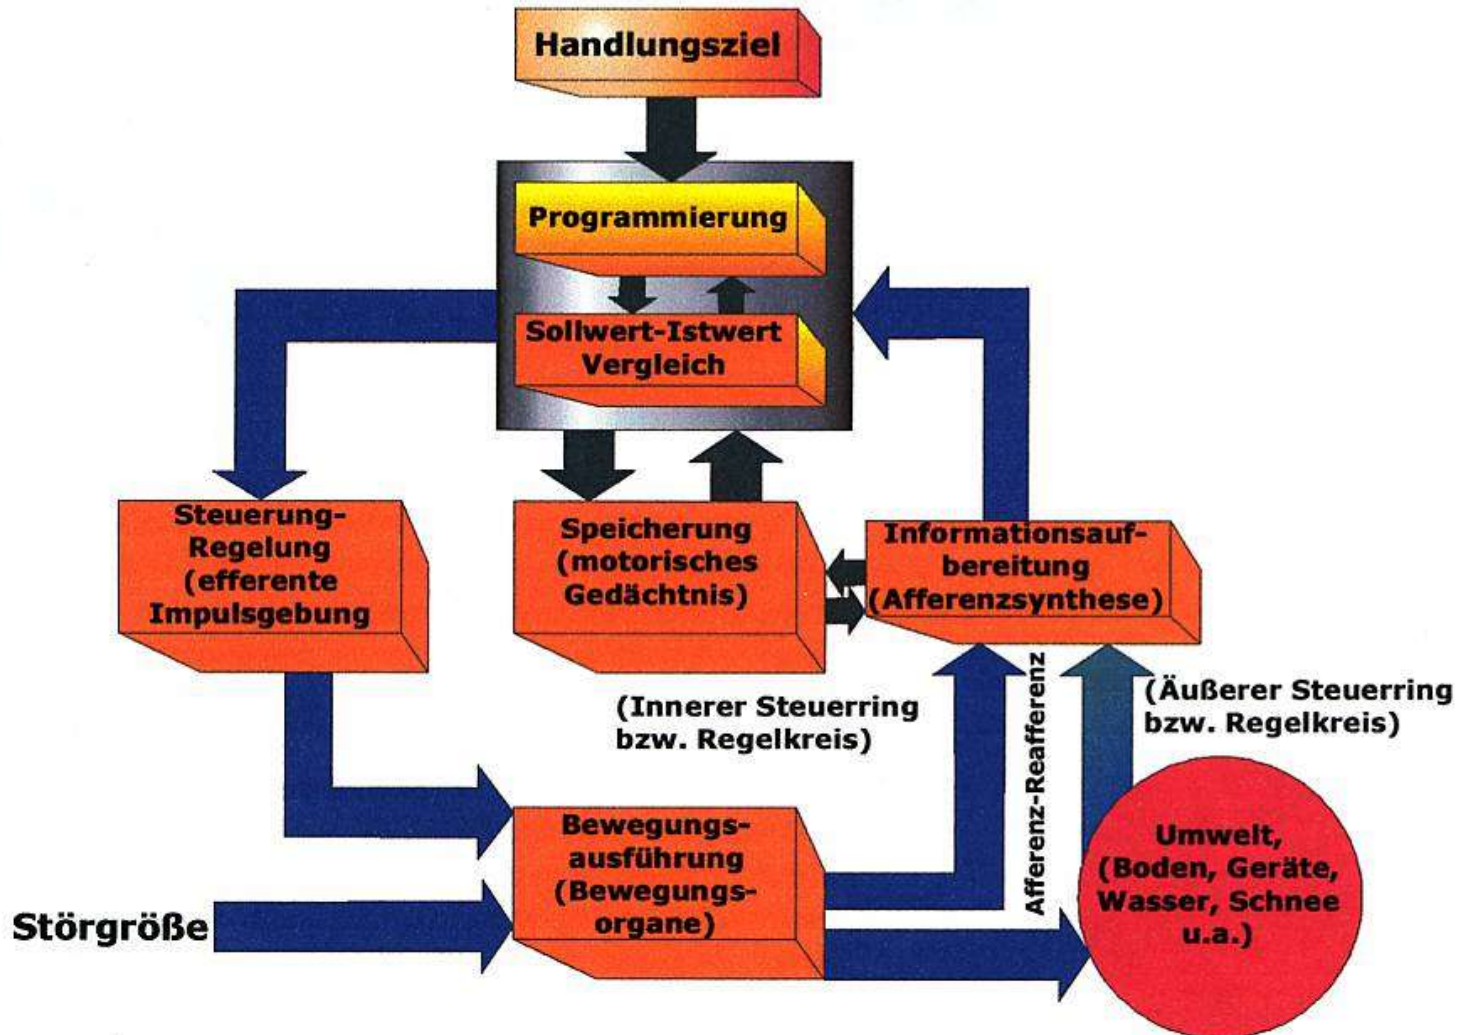 Handlungsziel
Programmierung
Sollwert-Istwert
Vergleich
Steuerung-
Regelung
(efferente
Impulsgebung
Speicherung
(motorisches
Gedächtnis)
Informationsauf-
bereitung
(Afferenzsynthese)
(Innerer Steuerring
bzw. Regelkreis)
Afferenz-Reafferenz
(Äußerer Steuerring
bzw. Regelkreis)
Bewegungs-
ausführung
(Bewegungs-
organe)
Störgröße
Umwelt,
(Boden, Geräte,
Wasser, Schnee
u.a.)